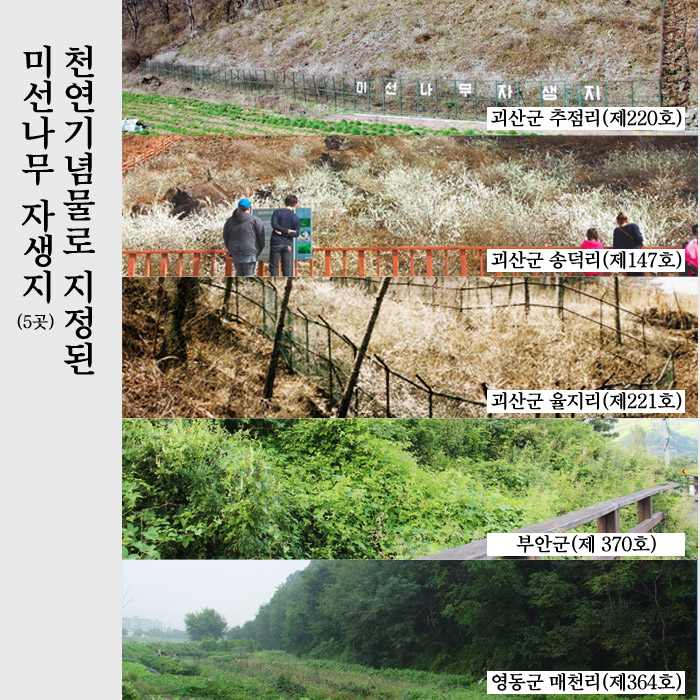 천연기념물로 지정된
미선나무 자생지
(5곳)
미선나무자생지
괴산군 추점리(제220호)
괴산군 송덕리(제147호)
괴산군 율지리(제221호)
부안군(제 370호)
영동군 매천리(제364호)